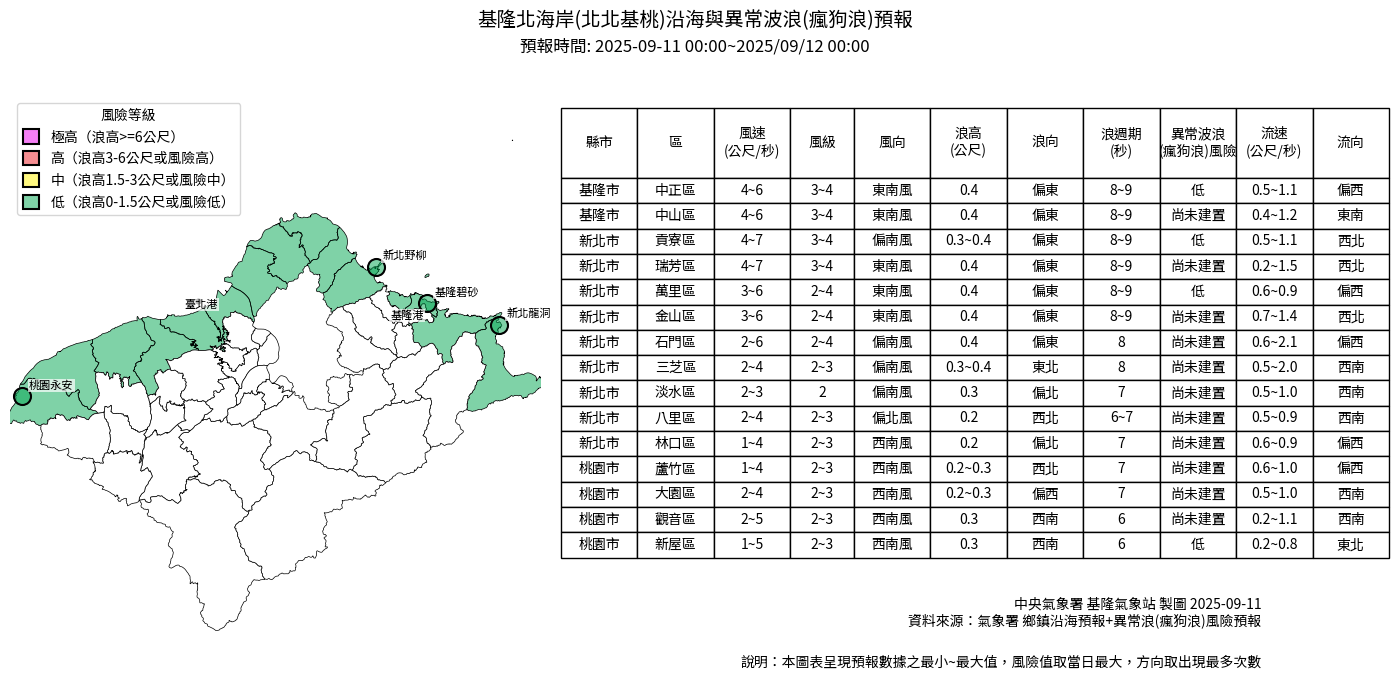 基隆北海岸(北北基桃)沿海與異常波浪(瘋狗浪)預報
預報時間: 2025-09-11 00:00~2025/09/12 00:00
風險等級
極高（浪高>=6公尺）
高（浪高3-6公尺或風險高）
中（浪高1.5-3公尺或風險中）
低（浪高0-1.5公尺或風險低）
新北野柳
基隆碧砂
臺北港
基隆港
新北龍洞
桃園永安
縣市 區 風速(公尺/秒) 風級 風向 浪高(公尺) 浪向 浪週期(秒) 異常波浪(瘋狗浪)風險 流速(公尺/秒) 流向
基隆市 中正區 4~6 3~4 東南風 0.4 偏東 8~9 低 0.5~1.1 偏西
基隆市 中山區 4~6 3~4 東南風 0.4 偏東 8~9 尚未建置 0.4~1.2 東南
新北市 貢寮區 4~7 3~4 偏南風 0.3~0.4 偏東 8~9 低 0.5~1.1 西北
新北市 瑞芳區 4~7 3~4 東南風 0.4 偏東 8~9 尚未建置 0.2~1.5 西北
新北市 萬里區 3~6 2~4 東南風 0.4 偏東 8~9 低 0.6~0.9 偏西
新北市 金山區 3~6 2~4 東南風 0.4 偏東 8~9 尚未建置 0.7~1.4 西北
新北市 石門區 2~6 2~4 偏南風 0.4 偏東 8 尚未建置 0.6~2.1 偏西
新北市 三芝區 2~4 2~3 偏南風 0.3~0.4 東北 8 尚未建置 0.5~2.0 西南
新北市 淡水區 2~3 2 偏南風 0.3 偏北 7 尚未建置 0.5~1.0 西南
新北市 八里區 2~4 2~3 偏北風 0.2 西北 6~7 尚未建置 0.5~0.9 西南
新北市 林口區 1~4 2~3 西南風 0.2 偏北 7 尚未建置 0.6~0.9 偏西
桃園市 蘆竹區 1~4 2~3 西南風 0.2~0.3 西北 7 尚未建置 0.6~1.0 偏西
桃園市 大園區 2~4 2~3 西南風 0.2~0.3 偏西 7 尚未建置 0.5~1.0 西南
桃園市 觀音區 2~5 2~3 西南風 0.3 西南 6 尚未建置 0.2~1.1 西南
桃園市 新屋區 1~5 2~3 西南風 0.3 西南 6 低 0.2~0.8 東北
中央氣象署 基隆氣象站 製圖 2025-09-11
資料來源：氣象署 鄉鎮沿海預報+異常浪(瘋狗浪)風險預報
說明：本圖表呈現預報數據之最小~最大值，風險值取當日最大，方向取出現最多次數